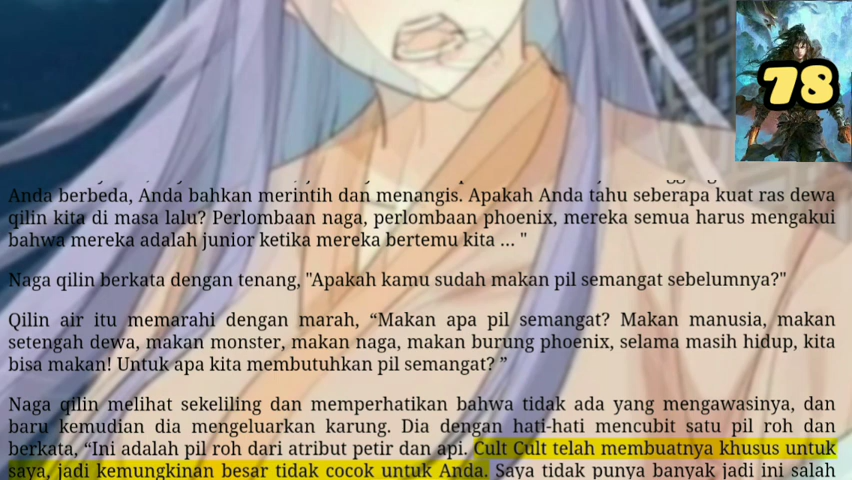 78
Anda berbeda, Anda bahkan merintih dan menangis. Apakah Anda tahu seberapa kuat ras dewa
qilin kita di masa lalu? Perlombaan naga, perlombaan phoenix, mereka semua harus mengakui
bahwa mereka adalah junior ketika mereka bertemu kita ... "
Naga qilin berkata dengan tenang, "Apakah kamu sudah makan pil semangat sebelumnya?"
Qilin air itu memarahi dengan marah, “Makan apa pil semangat? Makan manusia, makan
setengah dewa, makan monster, makan naga, makan burung phoenix, selama masih hidup, kita
bisa makan! Untuk apa kita membutuhkan pil semangat? ”
Naga qilin melihat sekeliling dan memperhatikan bahwa tidak ada yang mengawasinya, dan
baru kemudian dia mengeluarkan karung. Dia dengan hati-hati mencubit satu pil roh dan
berkata, “Ini adalah pil roh dari atribut petir dan api. Cult Cult telah membuatnya khusus untuk
saya, jadi kemungkinan besar tidak cocok untuk Anda. Saya tidak punya banyak jadi ini salah